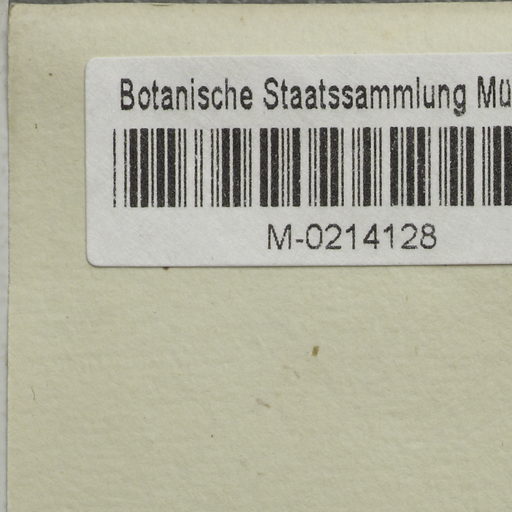 Botanische Staatssammlung Mü
M-0214128